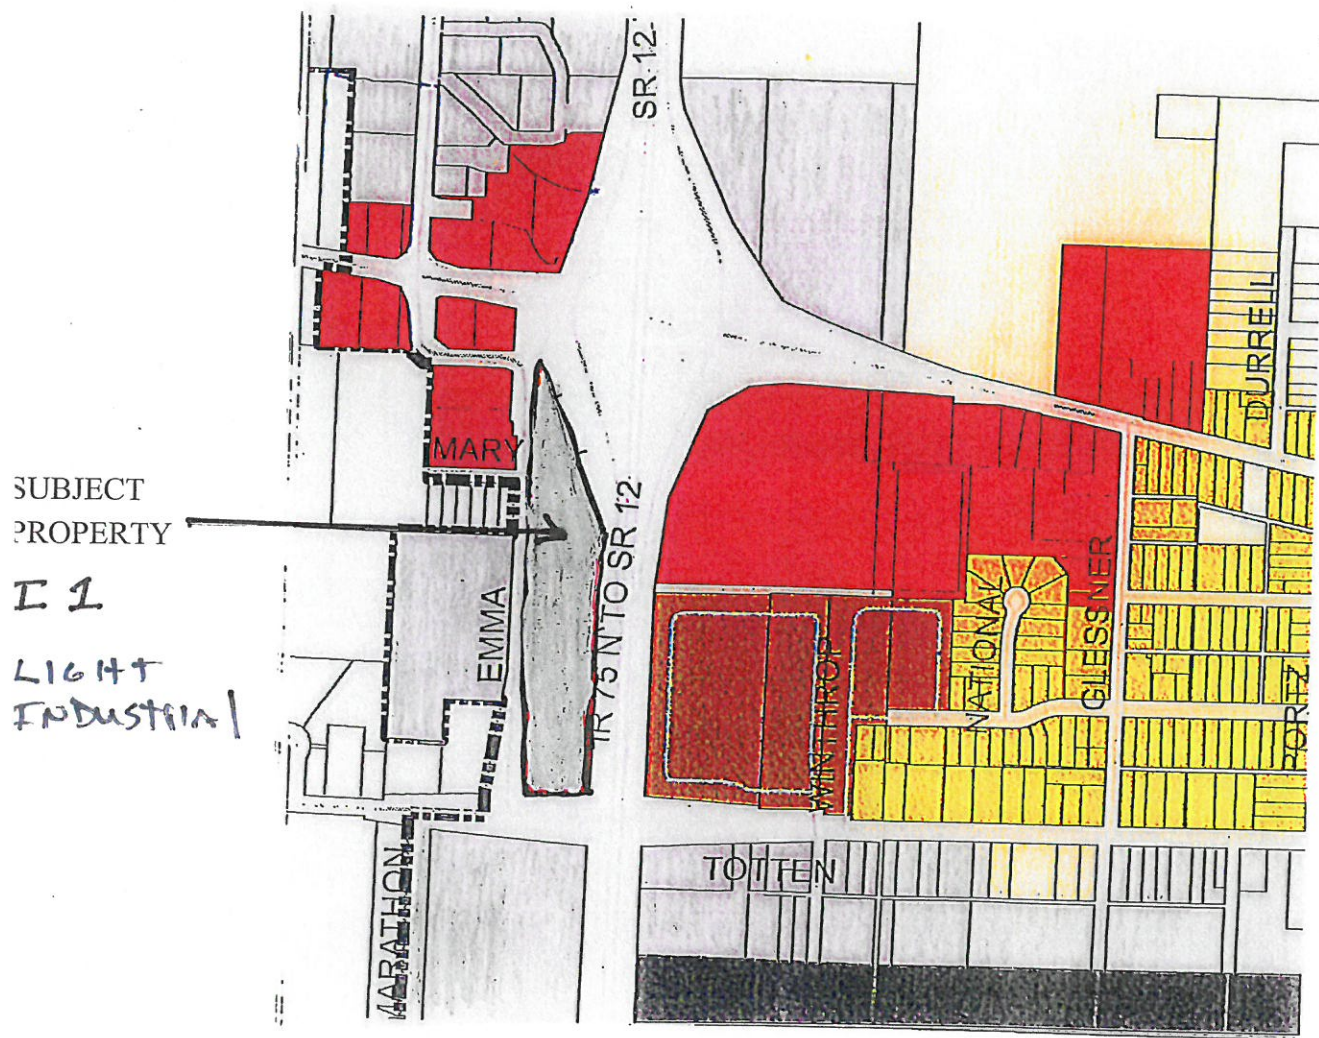 SR 12
DURRELL
MARY
SUBJECT
PROPERTY
IR 75 N TO SR 12
I 1
EMMA
LIGHT
INDUSTRIAL
NATIONAL
GLESSNER
WINTHROP
PORTZ
TOTTEN
MARATHON